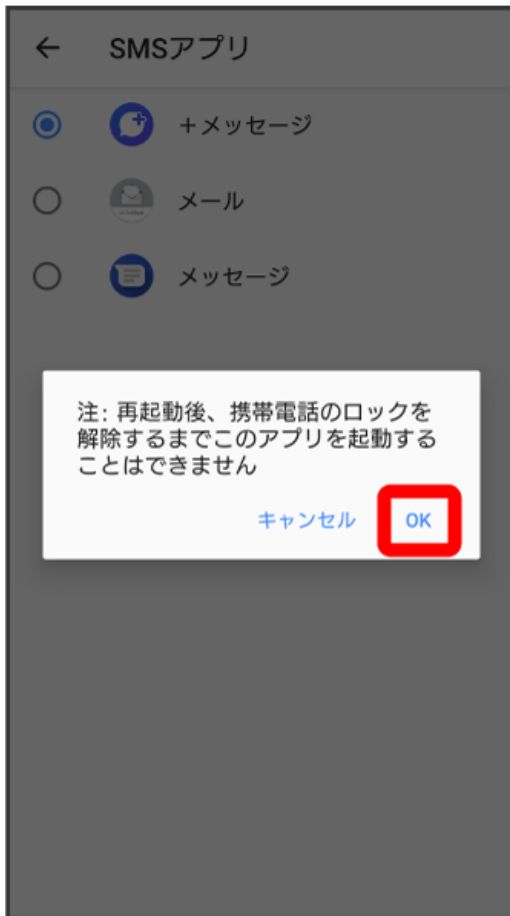 SMSアプリ
+メッセージ
メール
メッセージ
注: 再起動後、携帯電話のロックを
解除するまでこのアプリを起動する
ことはできません
キャンセル OK